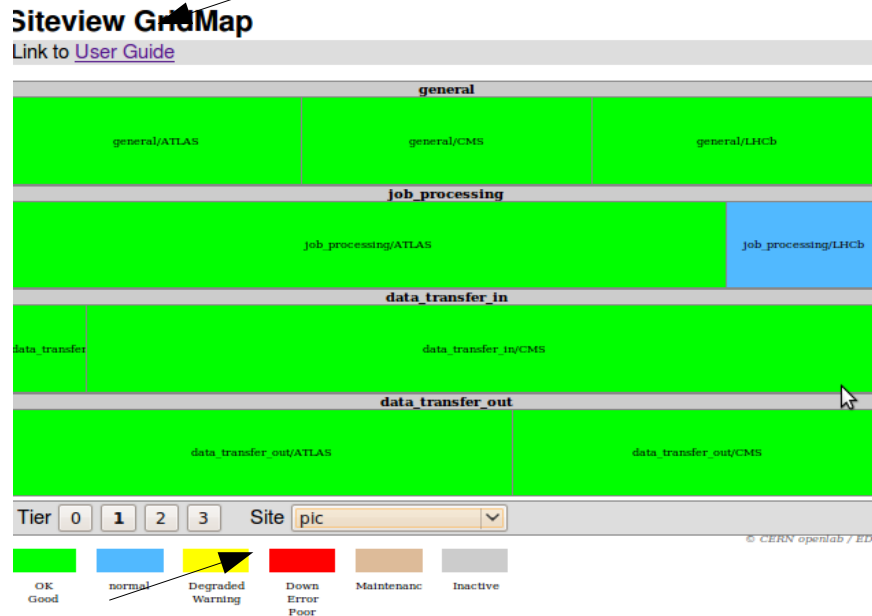 Siteview GridMap
Link to User Guide
general
general/ATLAS general/CMS general/LHCb
job_processing
job_processing/ATLAS job_processing/LHCb
data_transfer_in
data_transfer data_transfer_in/CMS
data_transfer_out
data_transfer_out/ATLAS data_transfer_out/CMS
Tier 0 1 2 3 Site pic
© CERN openlab / ED
OK normal Degraded Down Maintenanc Inactive
Good Warning Error
Poor